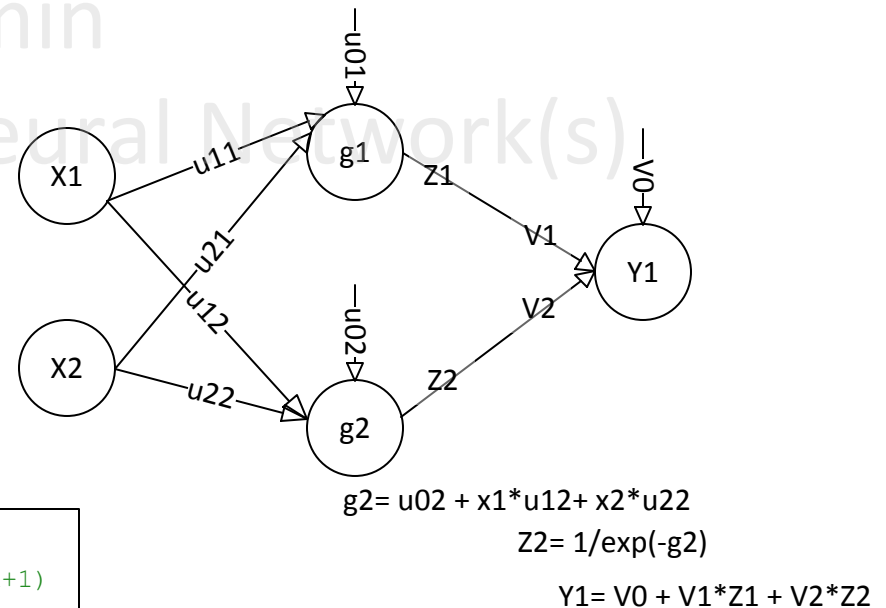 min
eural Network(s)
u01
X1
u11
g1
Z1
V0
u21
V1
Y1
u12
u02
V2
X2
u22
Z2
g2
g2= u02 + x1*u12+ x2*u22
Z2= 1/exp(-g2)
+1)
Y1= V0 + V1*Z1 + V2*Z2